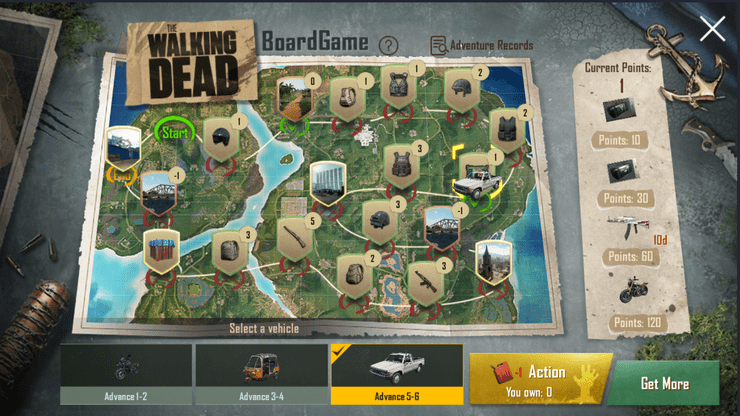 THE
WALKING
DEAD
BoardGame ?
Adventure Records
Current Points:
1
Points: 10
Points: 30
10d
Points: 60
Points: 120
Start
1
0
1
1
2
2
-1
3
1
5
3
-1
3
2
3
Select a vehicle
Advance 1-2
Advance 3-4
Advance 5-6
-1 Action
You own: 0
Get More